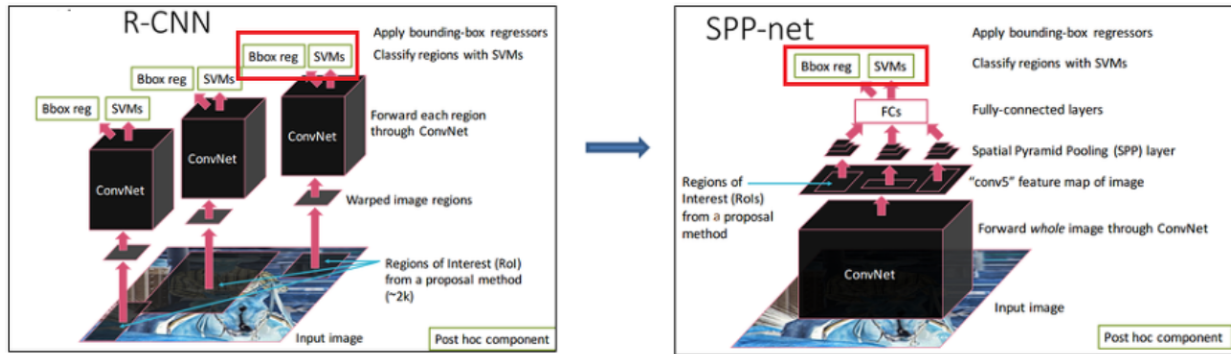 R-CNN
Apply bounding-box regressors
Bbox reg SVMs
Classify regions with SVMs
Bbox reg SVMs
Bbox reg SVMs
Forward each region
through ConvNet
ConvNet
ConvNet
ConvNet
Warped image regions
Regions of Interest (RoI)
from a proposal method
(~2k)
Input image
Post hoc component
SPP-net
Apply bounding-box regressors
Bbox reg SVMs
Classify regions with SVMs
FCs
Fully-connected layers
Spatial Pyramid Pooling (SPP) layer
Regions of
Interest (RoIs)
from a proposal
method
"conv5" feature map of image
Forward whole image through ConvNet
ConvNet
Input image
Post hoc component